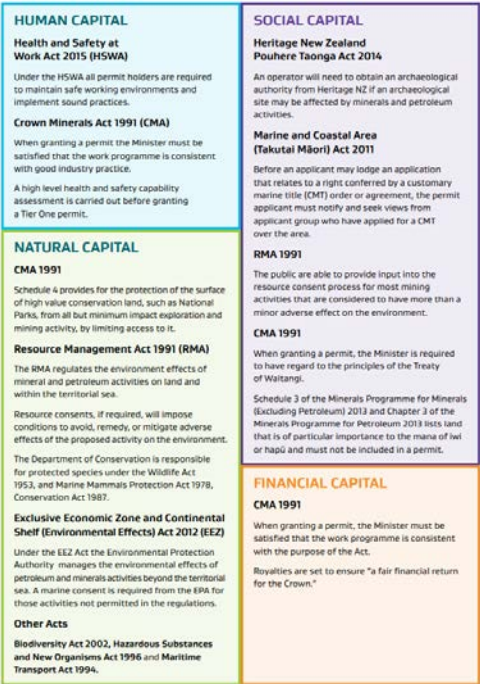 HUMAN CAPITAL
Health and Safety at
Work Act 2015 (HSWA)
Under the HSWA all permit holders are required
to maintain safe working environments and
implement sound practices.
Crown Minerals Act 1991 (CMA)
When granting a permit the Minister must be
satisfied that the work programme is consistent
with good industry practice.
A high level health and safety capability
assessment is carried out before granting
a Tier One permit.
NATURAL CAPITAL
CMA 1991
Schedule 4 provides for the protection of the surface
of high value conservation land, such as National
Parks, from all but minimum impact exploration and
mining activity, by limiting access to it.
Resource Management Act 1991 (RMA)
The RMA regulates the environment effects of
mineral and petroleum activities on land and
within the territorial sea.
Resource consents, if required, will impose
conditions to avoid, remedy, or mitigate adverse
effects of the proposed activity on the environment.
The Department of Conservation is responsible
for protected species under the Wildlife Act
1953, and Marine Mammals Protection Act 1978,
Conservation Act 1987.
Exclusive Economic Zone and Continental
Shelf (Environmental Effects) Act 2012 (EEZ)
Under the EEZ Act the Environmental Protection
Authority manages the environmental effects of
petroleum and minerals activities beyond the territorial
sea. A marine consent is required from the EPA for
those activities not permitted in the regulations.
Other Acts
Biodiversity Act 2002, Hazardous Substances
and New Organisms Act 1996 and Maritime
Transport Act 1994.
SOCIAL CAPITAL
Heritage New Zealand
Pouhere Taonga Act 2014
An operator will need to obtain an archaeological
authority from Heritage NZ if an archaeological
site may be affected by minerals and petroleum
activities.
Marine and Coastal Area
(Takutai Māori) Act 2011
Before an applicant may lodge an application
that relates to a right conferred by a customary
marine title (CMT) order or agreement, the permit
applicant must notify and seek views from
applicant group who have applied for a CMT
over the area.
RMA 1991
The public are able to provide input into the
resource consent process for most mining
activities that are considered to have more than a
minor adverse effect on the environment.
CMA 1991
When granting a permit, the Minister is required
to have regard to the principles of the Treaty
of Waitangi.
Schedule 3 of the Minerals Programme for Minerals
(Excluding Petroleum) 2013 and Chapter 3 of the
Minerals Programme for Petroleum 2013 lists land
that is of particular importance to the mana of iwi
or hapū and must not be included in a permit.
FINANCIAL CAPITAL
CMA 1991
When granting a permit, the Minister must be
satisfied that the work programme is consistent
with the purpose of the Act.
Royalties are set to ensure "a fair financial return
for the Crown."